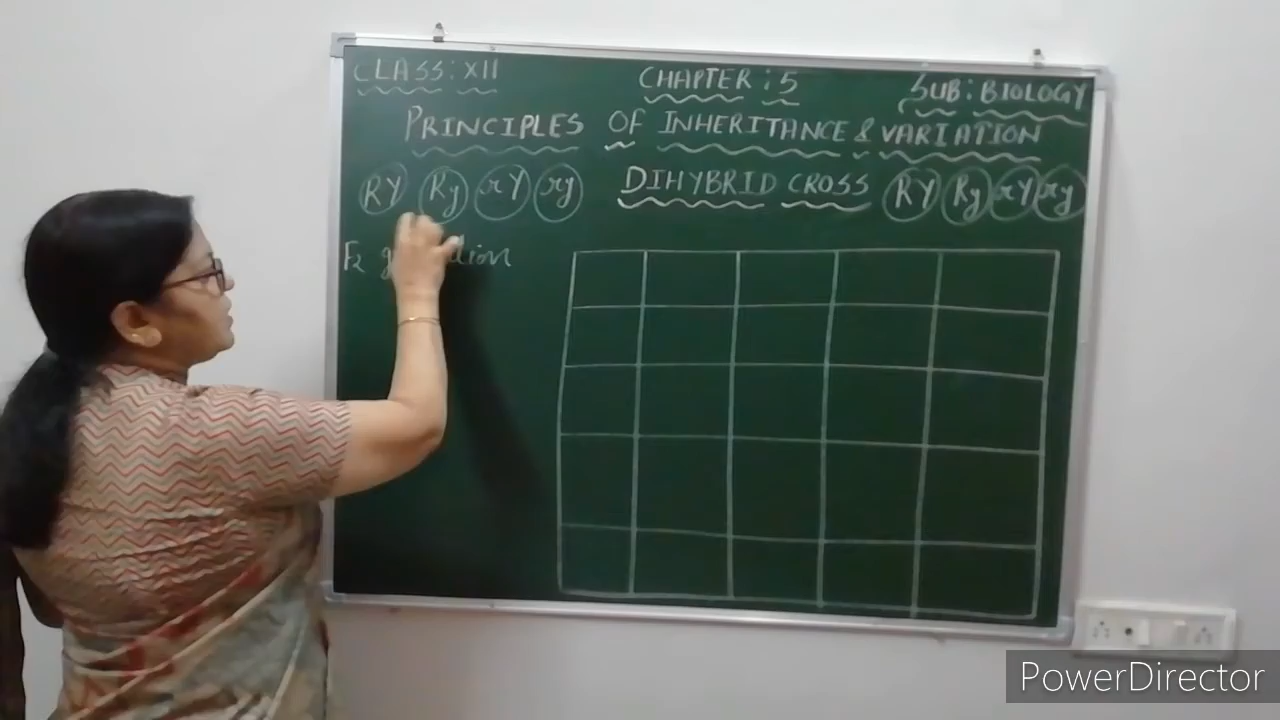 CLASS: XII CHAPTER: 5 SUB: BIOLOGY
PRINCIPLES OF INHERITANCE & VARIATION
RY Ry rY ry DIHYBRID CROSS RY Ry rY ry
F2
PowerDirector